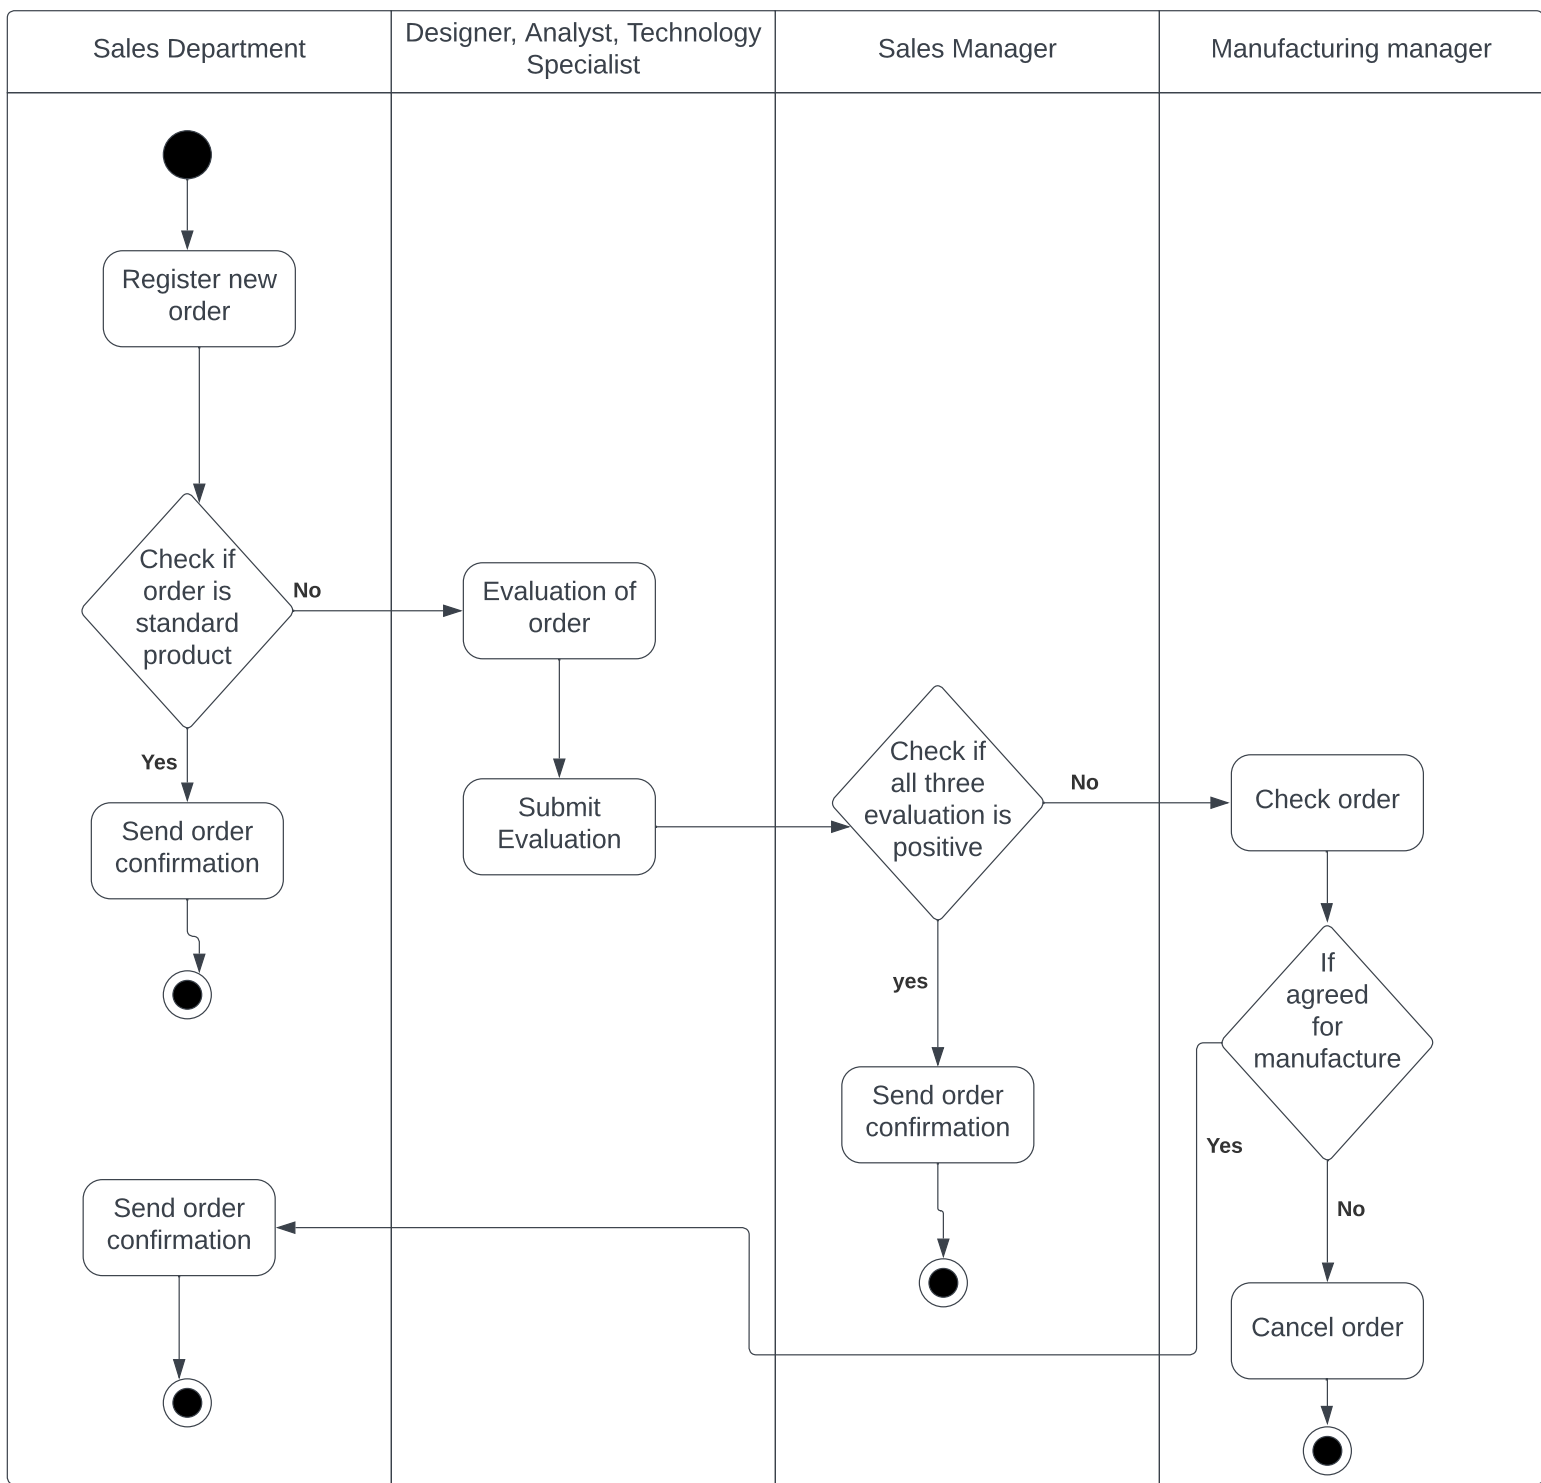 Sales Department
Designer, Analyst, Technology
Specialist
Sales Manager
Manufacturing manager
Register new
order
Check if
order is
standard
product
No
Yes
Send order
confirmation
Evaluation of
order
Submit
Evaluation
Check if
all three
evaluation is
positive
No
yes
Send order
confirmation
Check order
If
agreed
for
manufacture
Yes
No
Send order
confirmation
Cancel order